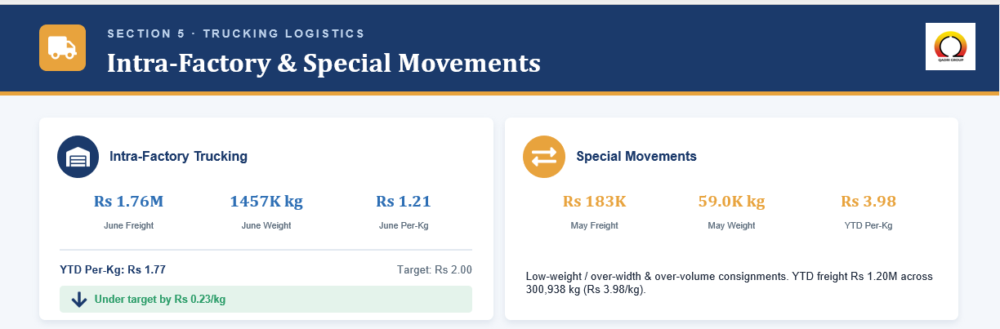 SECTION 5 · TRUCKING LOGISTICS
Intra-Factory & Special Movements
QADRI GROUP
Intra-Factory Trucking
Rs 1.76M
1457K kg
Rs 1.21
June Freight
June Weight
June Per-Kg
YTD Per-Kg: Rs 1.77
Target: Rs 2.00
Under target by Rs 0.23/kg
Special Movements
Rs 183K
59.0K kg
Rs 3.98
May Freight
May Weight
YTD Per-Kg
Low-weight / over-width & over-volume consignments. YTD freight Rs 1.20M across
300,938 kg (Rs 3.98/kg).